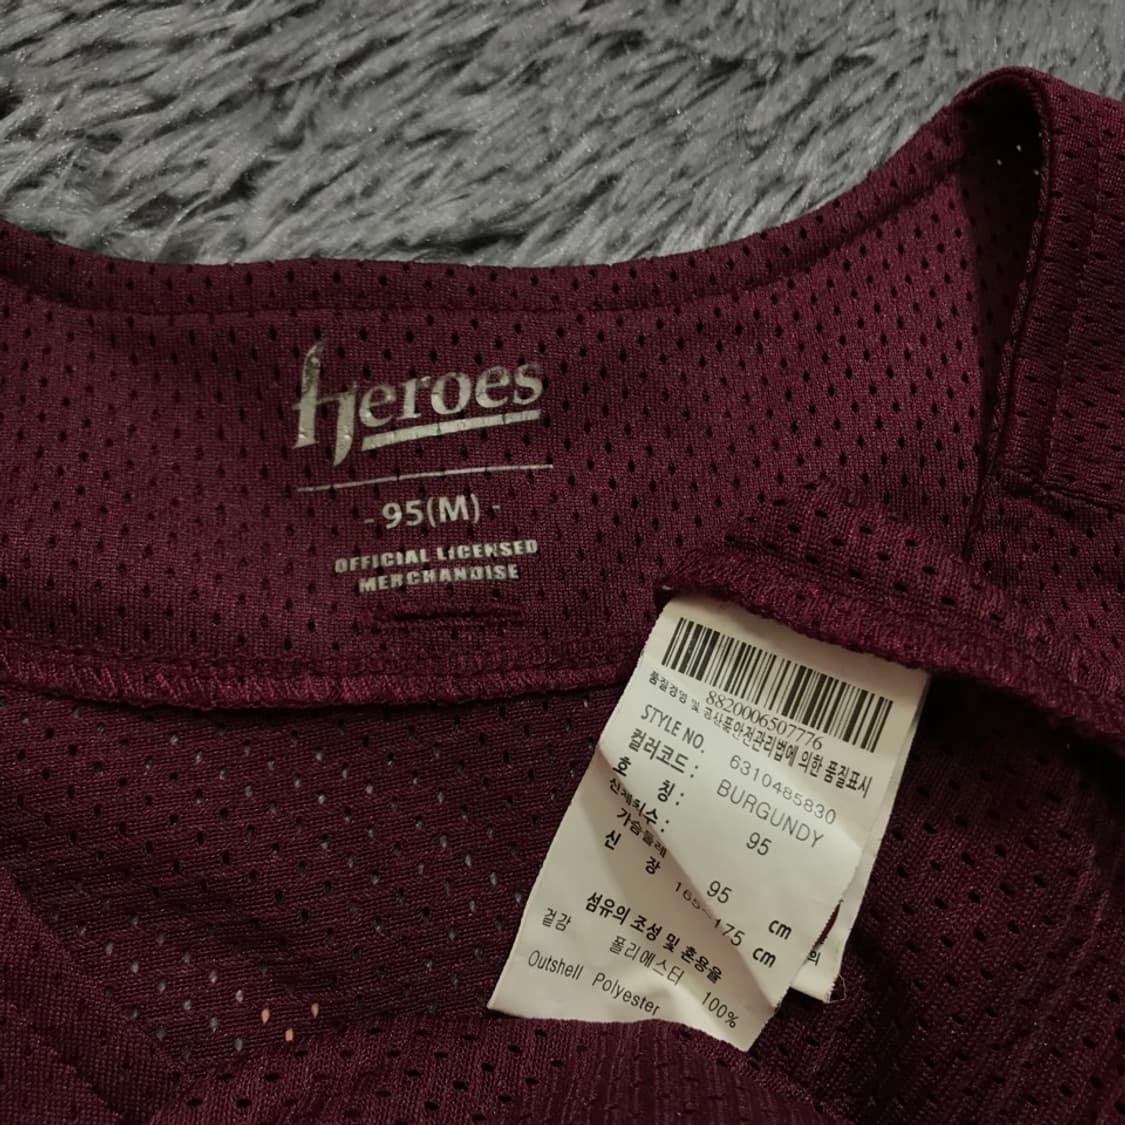 heroes
- 95(M) -
OFFICIAL LICENSED
MERCHANDISE
8820006507776
품질경영 및 공산품안전관리법에 의한 품질표시
STYLE NO. 6310485830
컬러코드 : BURGUNDY
호 칭 : 95
신체치수 :
가슴둘레 95 cm
신 장 165~175 cm
섬유의 조성 및 혼용율
겉감 폴리에스터 100%
Outshell Polyester
의